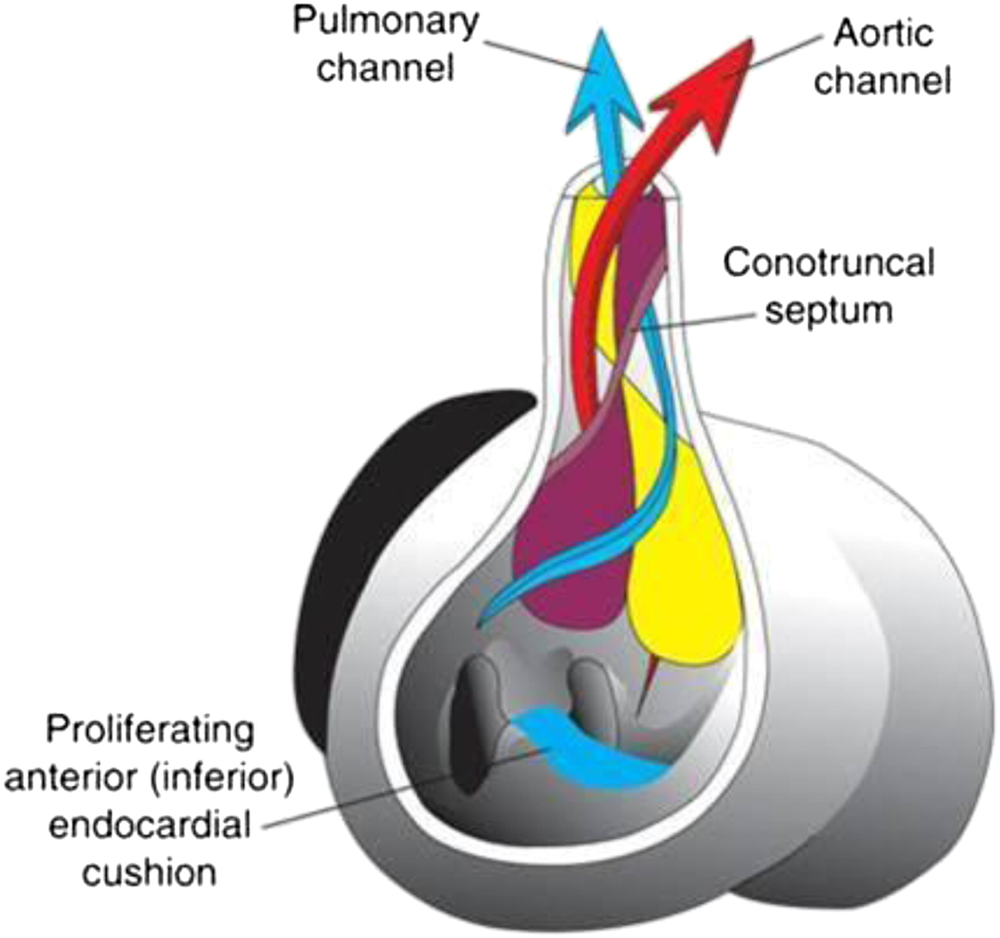 Pulmonary
channel
Aortic
channel
Conotruncal
septum
Proliferating
anterior (inferior)
endocardial
cushion